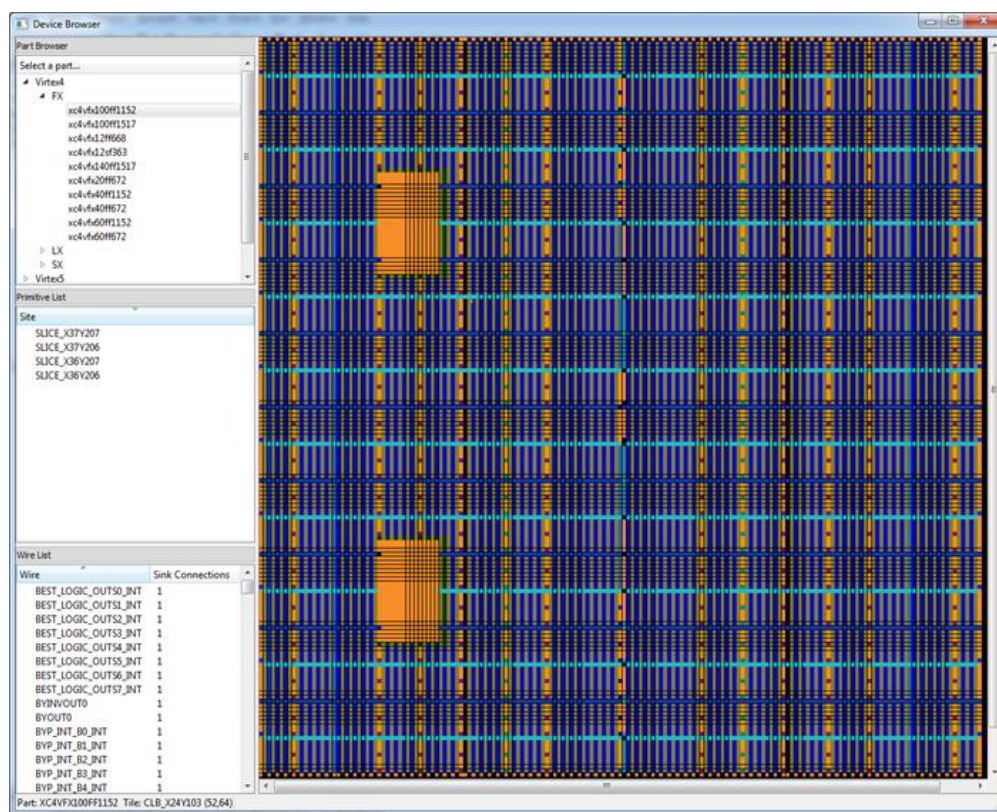 Device Browser
Part Browser
Select a part...
Virtex4
FX
xc4vfx100ff1152
xc4vfx100ff1517
xc4vfx12ff668
xc4vfx12sf363
xc4vfx140ff1517
xc4vfx20ff672
xc4vfx40ff1152
xc4vfx40ff672
xc4vfx60ff1152
xc4vfx60ff672
LX
SX
Virtex5
Primitive List
Site
SLICE_X37Y207
SLICE_X37Y206
SLICE_X36Y207
SLICE_X36Y206
Wire List
Wire Sink Connections
BEST_LOGIC_OUTS0_INT 1
BEST_LOGIC_OUTS1_INT 1
BEST_LOGIC_OUTS2_INT 1
BEST_LOGIC_OUTS3_INT 1
BEST_LOGIC_OUTS4_INT 1
BEST_LOGIC_OUTS5_INT 1
BEST_LOGIC_OUTS6_INT 1
BEST_LOGIC_OUTS7_INT 1
BYINVOUT0 1
BYOUT0 1
BYP_INT_B0_INT 1
BYP_INT_B1_INT 1
BYP_INT_B2_INT 1
BYP_INT_B3_INT 1
BYP_INT_B4_INT 1
Part: XC4VFX100FF1152 Tile: CLB_X24Y103 (52,64)